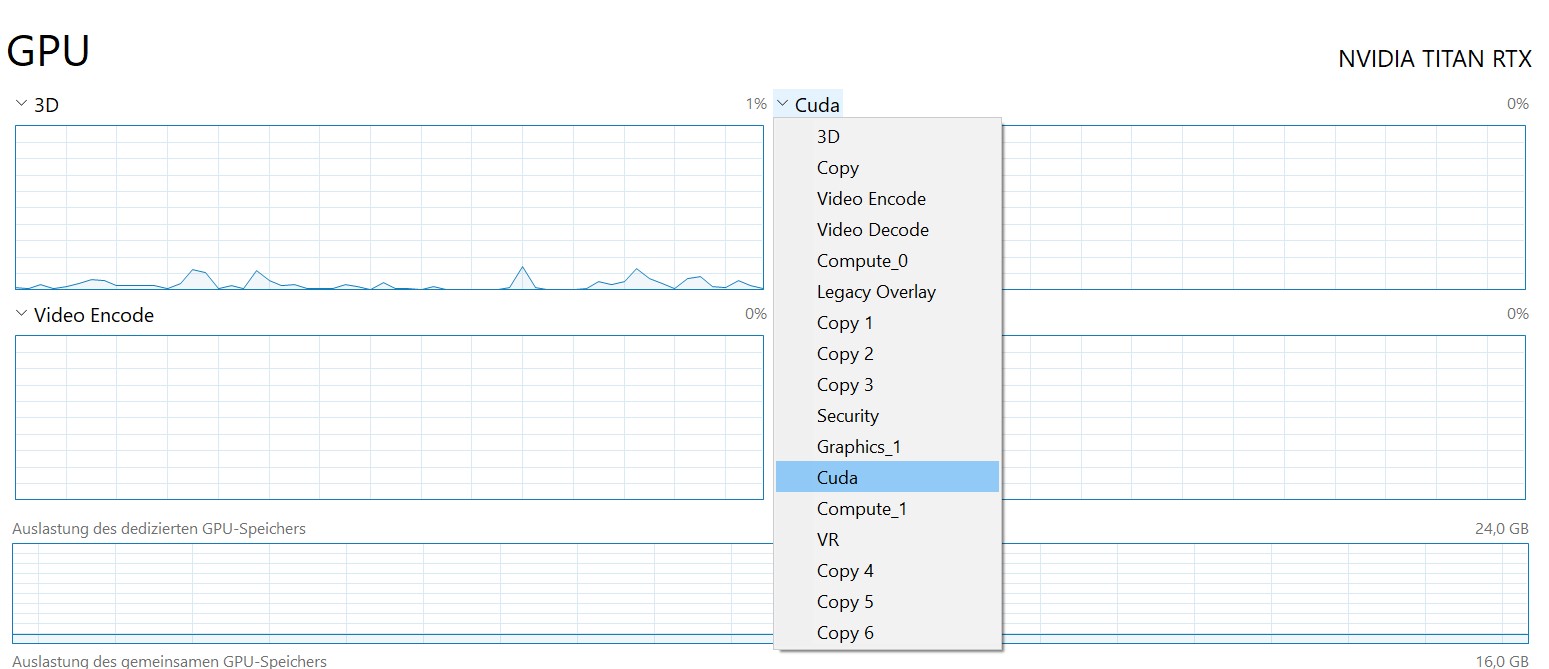 GPU
NVIDIA TITAN RTX
3D
1%
Cuda
0%
3D
Copy
Video Encode
Video Decode
Compute_0
Legacy Overlay
Copy 1
Copy 2
Copy 3
Security
Graphics_1
Cuda
Compute_1
VR
Copy 4
Copy 5
Copy 6
Video Encode
0%
0%
Auslastung des dedizierten GPU-Speichers
24,0 GB
Auslastung des gemeinsamen GPU-Speichers
16,0 GB